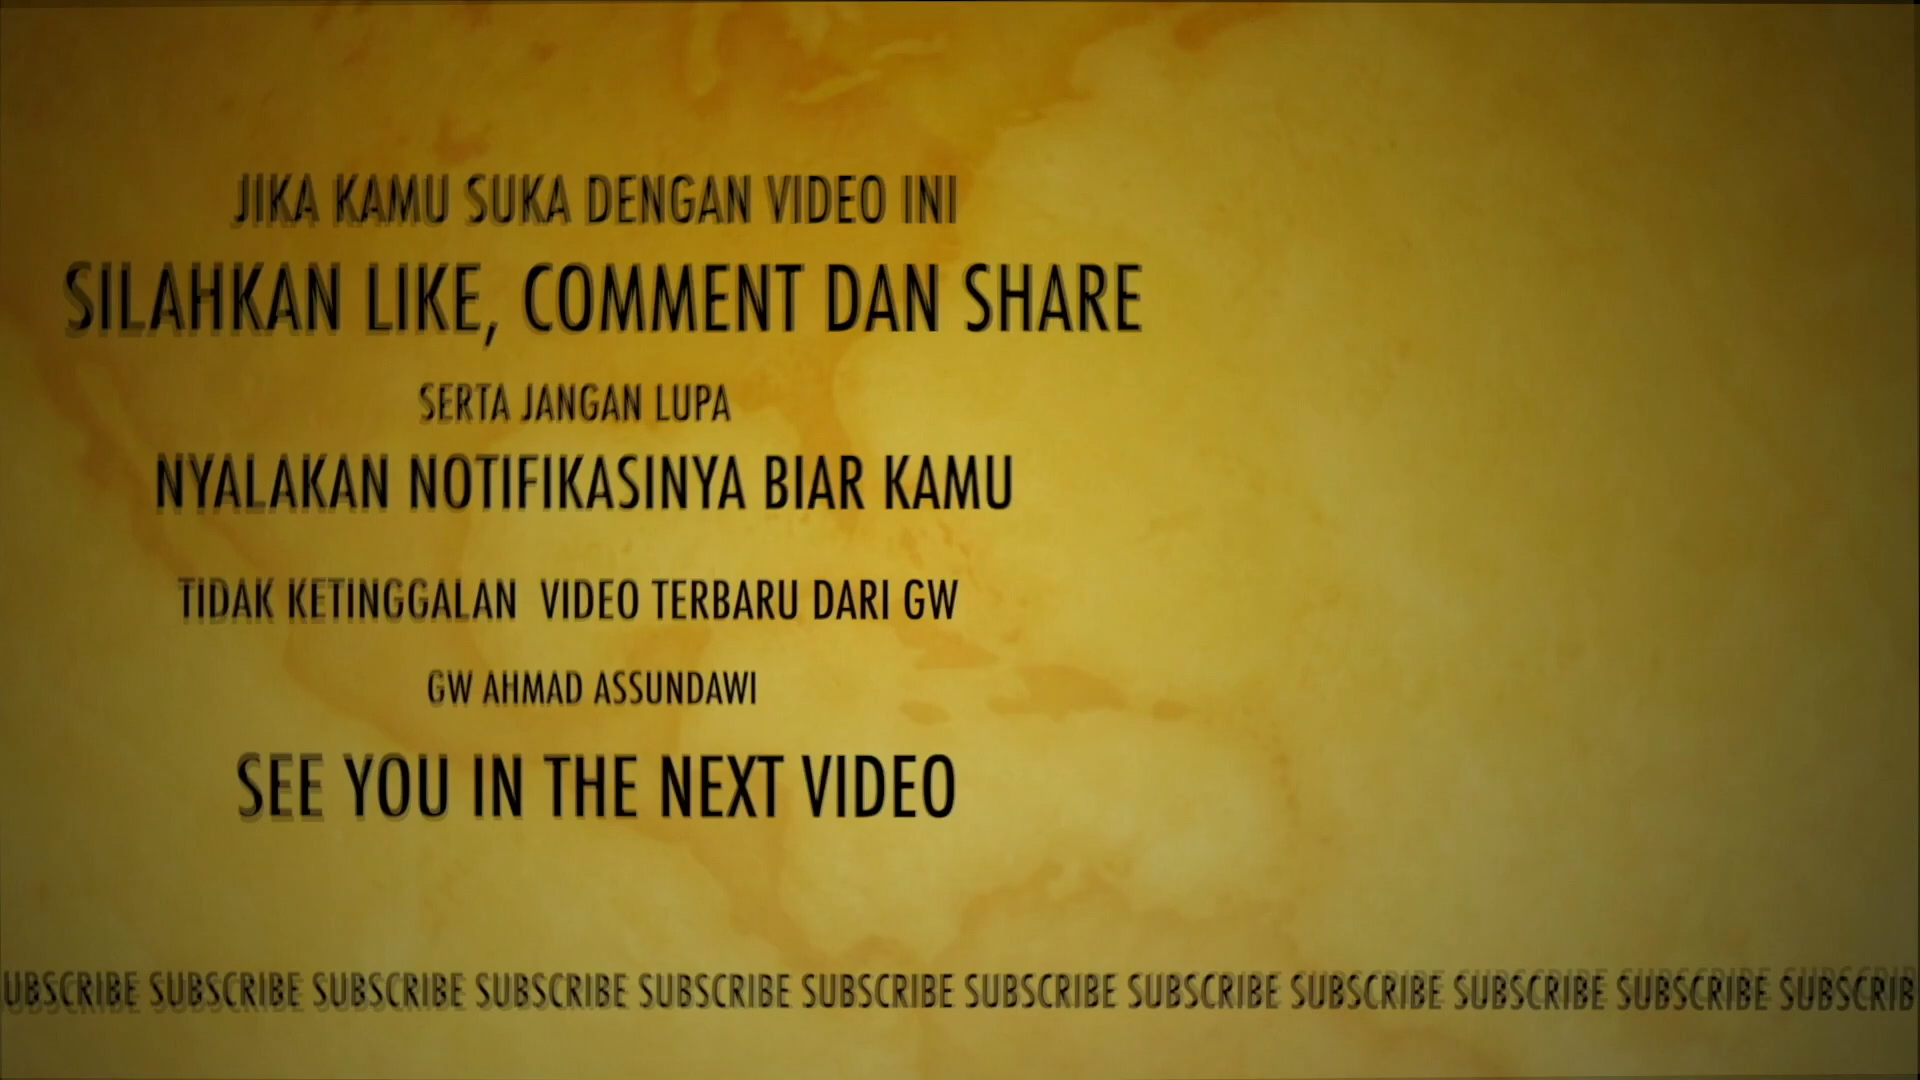 JIKA KAMU SUKA DENGAN VIDEO INI
SILAHKAN LIKE, COMMENT DAN SHARE
SERTA JANGAN LUPA
NYALAKAN NOTIFIKASINYA BIAR KAMU
TIDAK KETINGGALAN VIDEO TERBARU DARI GW
GW AHMAD ASSUNDAWI
SEE YOU IN THE NEXT VIDEO
UBSCRIBE SUBSCRIBE SUBSCRIBE SUBSCRIBE SUBSCRIBE SUBSCRIBE SUBSCRIBE SUBSCRIBE SUBSCRIBE SUBSCRIBE SUBSCRIBE SUBSCRIB